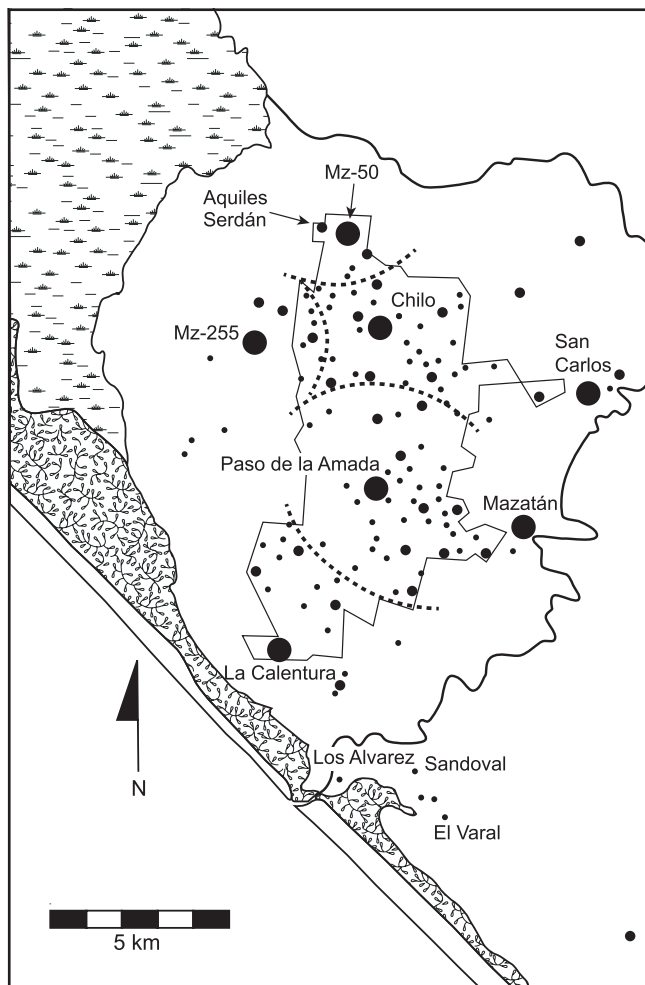 Mz-50
Aquiles
Serdán
Chilo
Mz-255
San
Carlos
Paso de la Amada
Mazatán
La Calentura
Los Alvarez
Sandoval
N
El Varal
5 km